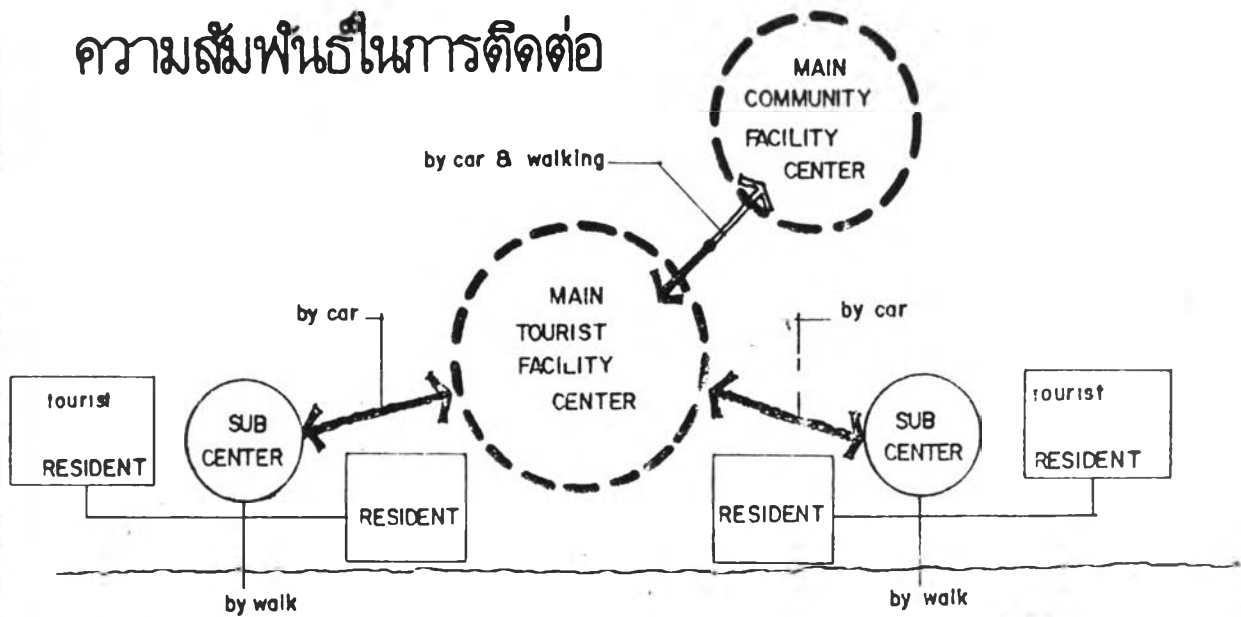 ความสัมพันธ์ในการติดต่อ
MAIN
COMMUNITY
FACILITY
CENTER
by car & walking
MAIN
TOURIST
FACILITY
CENTER
by car
by car
tourist
RESIDENT
SUB
CENTER
RESIDENT
SUB
CENTER
tourist
RESIDENT
RESIDENT
by walk
by walk